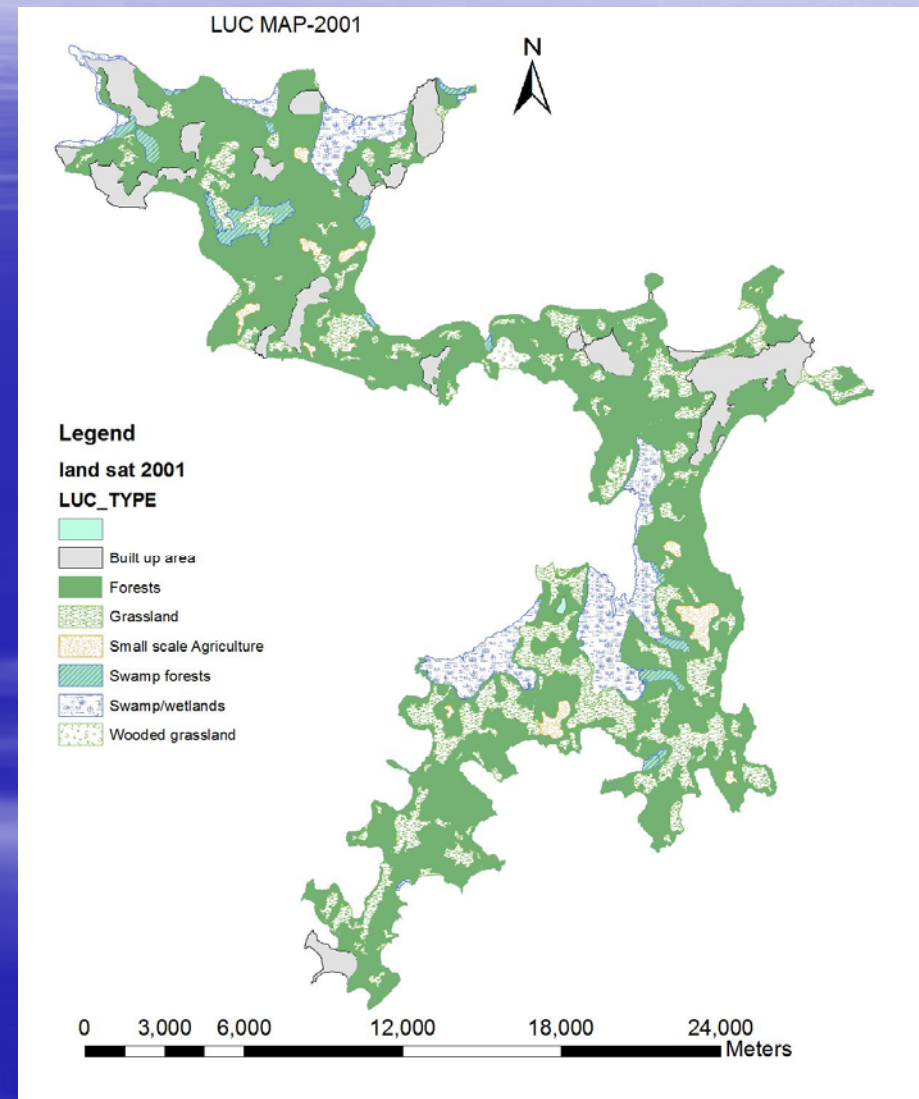 LUC MAP-2001
N
Legend
land sat 2001
LUC_TYPE
Built up area
Forests
Grassland
Small scale Agriculture
Swamp forests
Swamp/wetlands
Wooded grassland
0 3,000 6,000 12,000 18,000 24,000
Meters